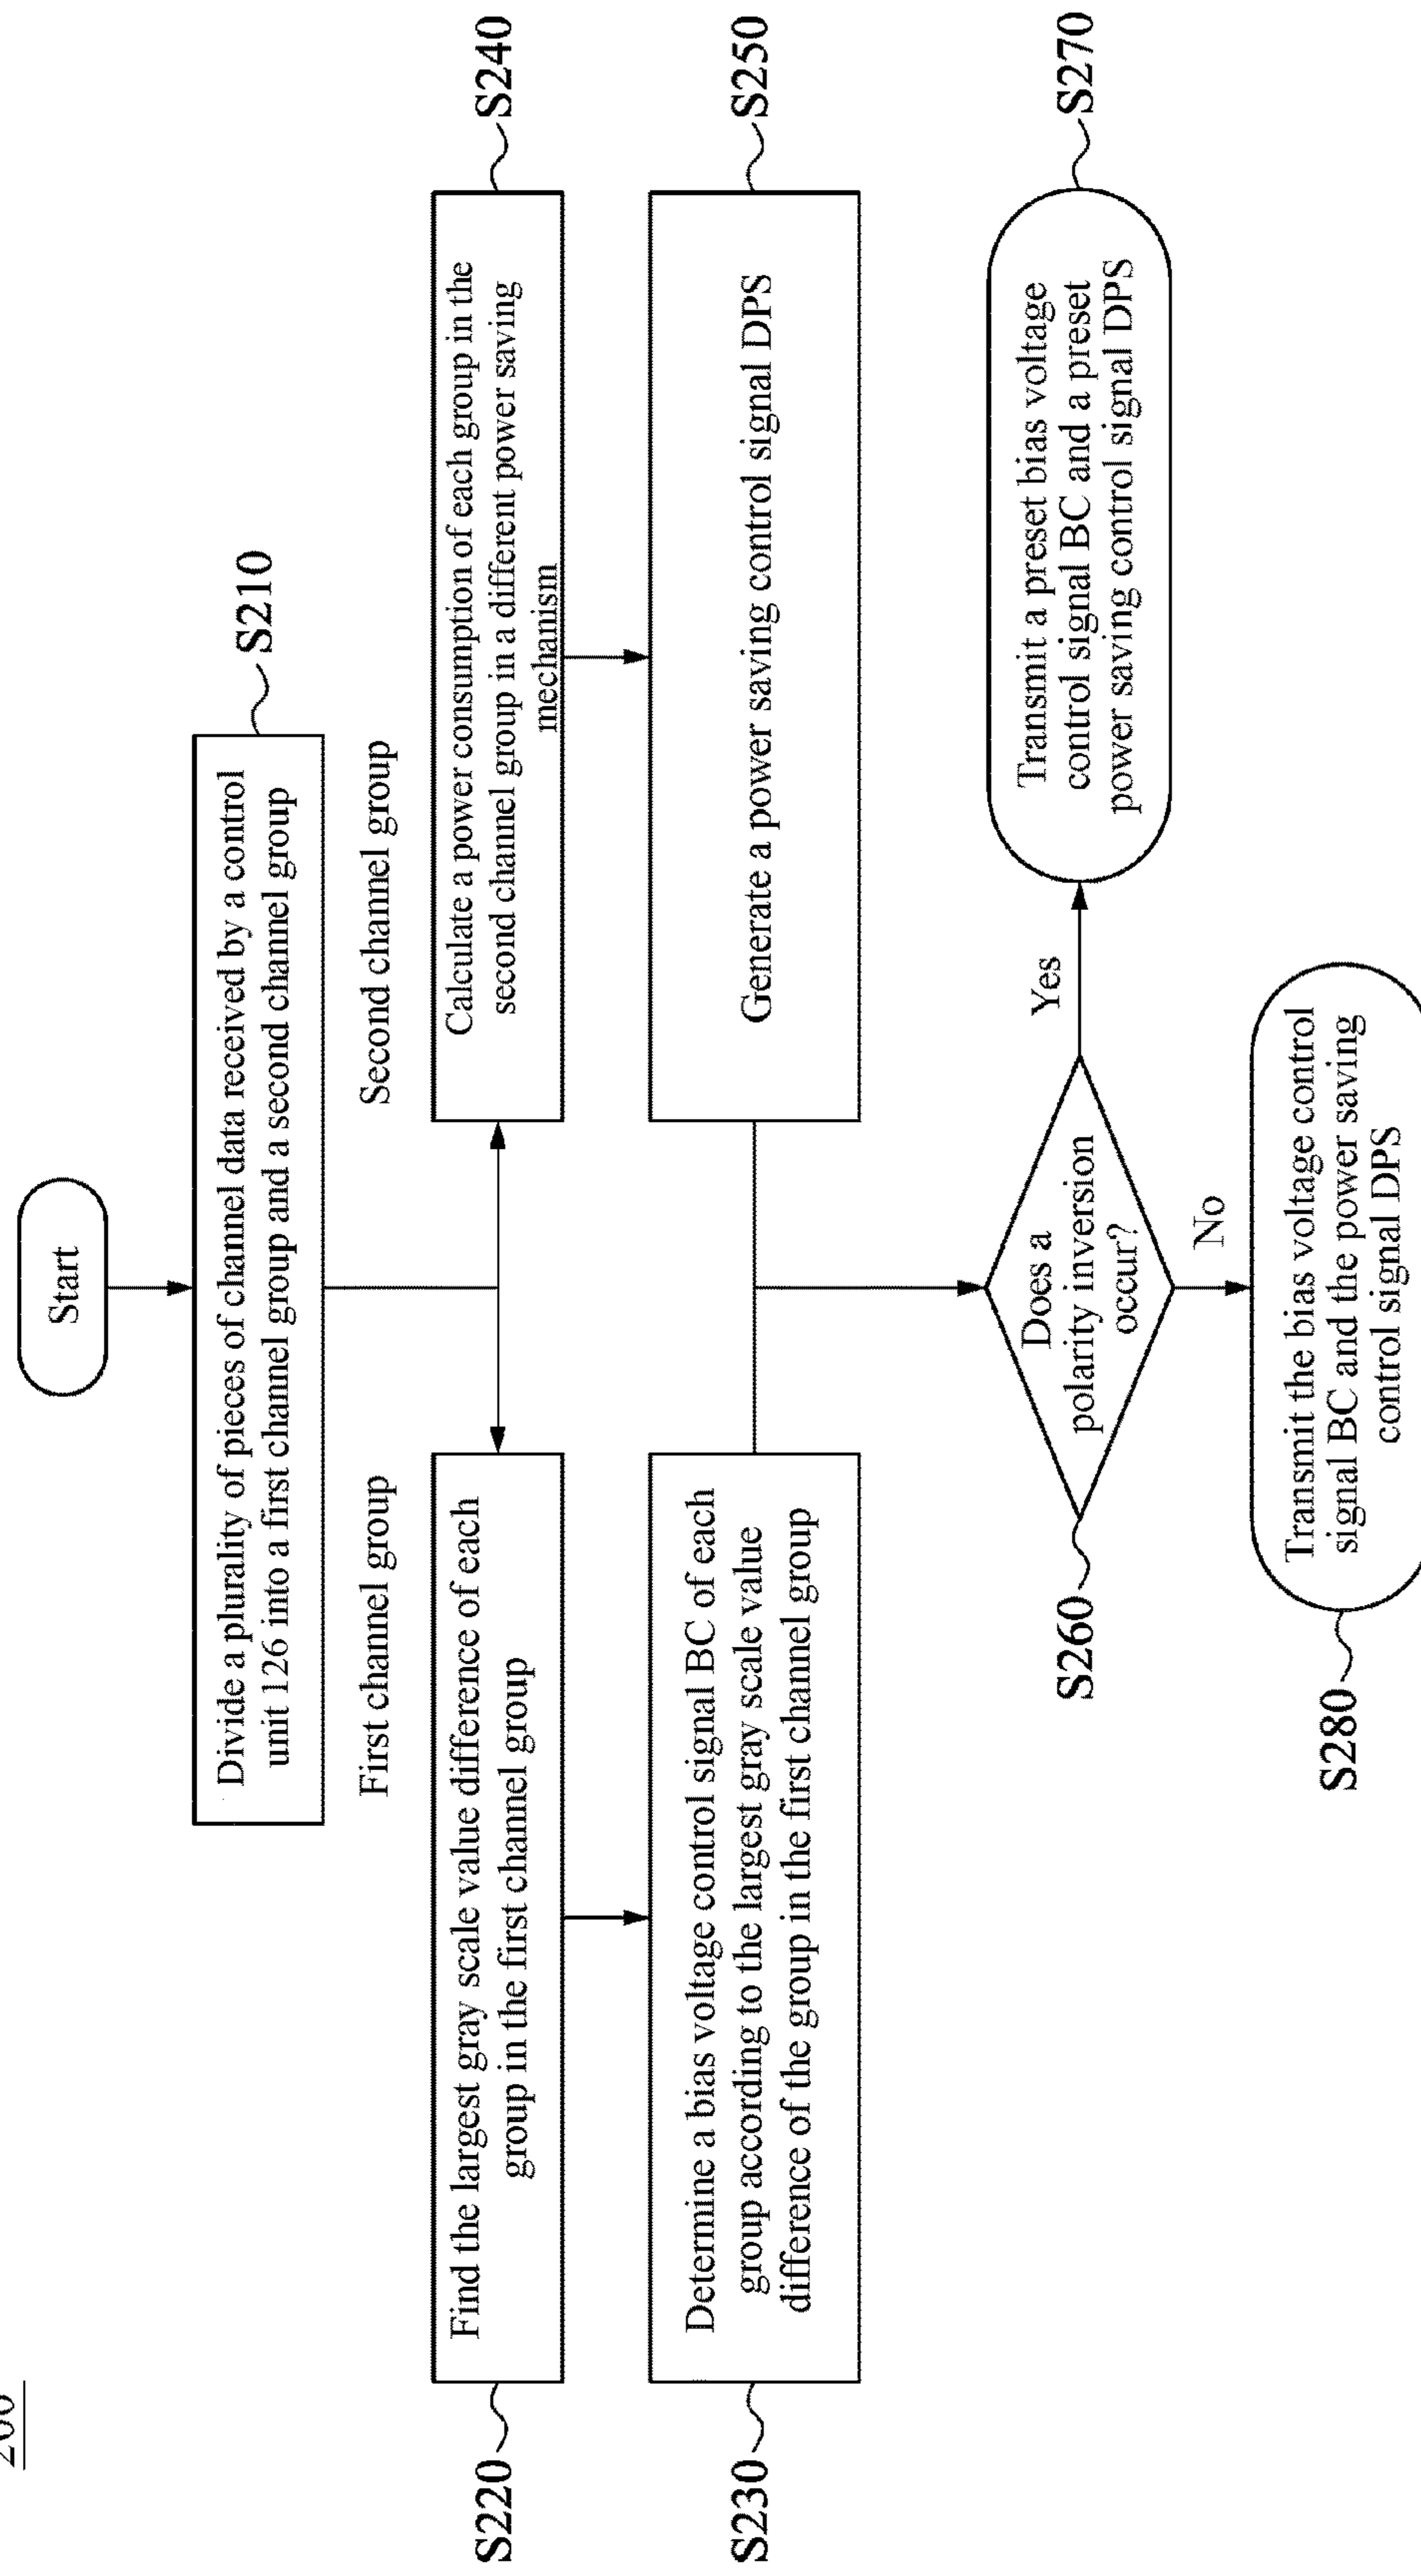 Start
S210
Divide a plurality of pieces of channel data received by a control
unit 126 into a first channel group and a second channel group
First channel group
Second channel group
S220
Find the largest gray scale value difference of each
group in the first channel group
S240
Calculate a power consumption of each group in the
second channel group in a different power saving
mechanism
S230
Determine a bias voltage control signal BC of each
group according to the largest gray scale value
difference of the group in the first channel group
S250
Generate a power saving control signal DPS
S260
Does a
polarity inversion
occur?
Yes
S270
Transmit a preset bias voltage
control signal BC and a preset
power saving control signal DPS
No
S280
Transmit the bias voltage control
signal BC and the power saving
control signal DPS